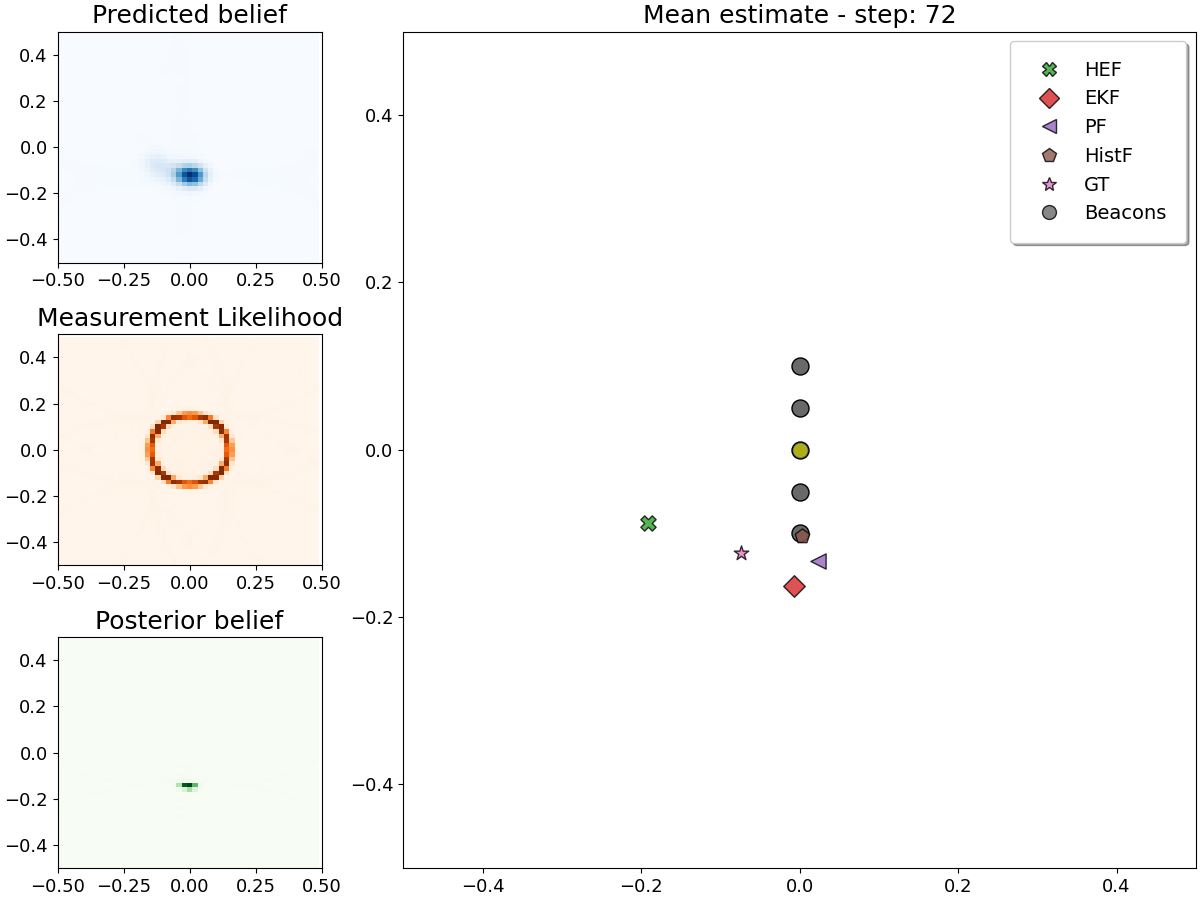 Predicted belief
0.4
0.2
0.0
−0.2
−0.4
−0.50 −0.25 0.00 0.25 0.50
Measurement Likelihood
0.4
0.2
0.0
−0.2
−0.4
−0.50 −0.25 0.00 0.25 0.50
Posterior belief
0.4
0.2
0.0
−0.2
−0.4
−0.50 −0.25 0.00 0.25 0.50
Mean estimate - step: 72
HEF
EKF
PF
HistF
GT
Beacons
0.4
0.2
0.0
−0.2
−0.4
−0.4 −0.2 0.0 0.2 0.4